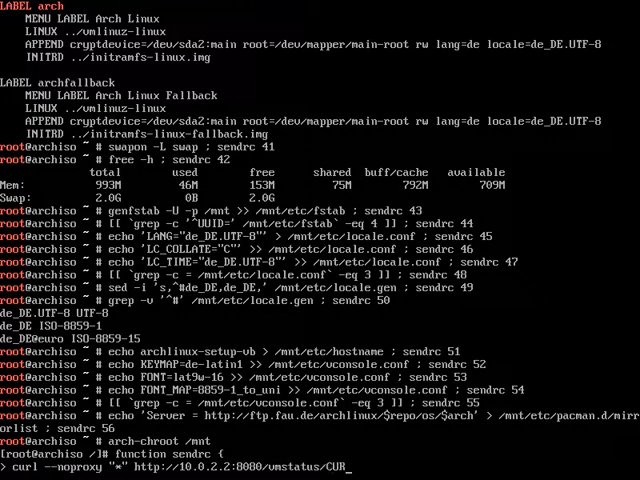 LABEL arch
    MENU LABEL Arch Linux
    LINUX ../vmlinuz-linux
    APPEND cryptdevice=/dev/sda2:main root=/dev/mapper/main-root rw lang=de locale=de_DE.UTF-8
    INITRD ../initramfs-linux.img

LABEL archfallback
    MENU LABEL Arch Linux Fallback
    LINUX ../vmlinuz-linux
    APPEND cryptdevice=/dev/sda2:main root=/dev/mapper/main-root rw lang=de locale=de_DE.UTF-8
    INITRD ../initramfs-linux-fallback.img
root@archiso ~ # swapon -L swap ; sendrc 41
root@archiso ~ # free -h ; sendrc 42
              total        used        free      shared  buff/cache   available
Mem:           993M         46M        153M         75M        792M        709M
Swap:          2.0G          0B        2.0G
root@archiso ~ # genfstab -U -p /mnt >> /mnt/etc/fstab ; sendrc 43
root@archiso ~ # [[ `grep -c '^UUID=' /mnt/etc/fstab` -eq 4 ]] ; sendrc 44
root@archiso ~ # echo 'LANG="de_DE.UTF-8"' > /mnt/etc/locale.conf ; sendrc 45
root@archiso ~ # echo 'LC_COLLATE="C"' >> /mnt/etc/locale.conf ; sendrc 46
root@archiso ~ # echo 'LC_TIME="de_DE.UTF-8"' >> /mnt/etc/locale.conf ; sendrc 47
root@archiso ~ # [[ `grep -c = /mnt/etc/locale.conf` -eq 3 ]] ; sendrc 48
root@archiso ~ # sed -i 's,^#de_DE,de_DE,' /mnt/etc/locale.gen ; sendrc 49
root@archiso ~ # grep -v '^#' /mnt/etc/locale.gen ; sendrc 50
de_DE.UTF-8 UTF-8
de_DE ISO-8859-1
de_DE@euro ISO-8859-15
root@archiso ~ # echo archlinux-setup-vb > /mnt/etc/hostname ; sendrc 51
root@archiso ~ # echo KEYMAP=de-latin1 >> /mnt/etc/vconsole.conf ; sendrc 52
root@archiso ~ # echo FONT=lat9w-16 >> /mnt/etc/vconsole.conf ; sendrc 53
root@archiso ~ # echo FONT_MAP=8859-1_to_uni >> /mnt/etc/vconsole.conf ; sendrc 54
root@archiso ~ # [[ `grep -c = /mnt/etc/vconsole.conf` -eq 3 ]] ; sendrc 55
root@archiso ~ # echo 'Server = http://ftp.fau.de/archlinux/$repo/os/$arch' > /mnt/etc/pacman.d/mirr
orlist ; sendrc 56
root@archiso ~ # arch-chroot /mnt
[root@archiso /]# function sendrc {
> curl --noproxy "*" http://10.0.2.2:8080/vmstatus/CUR_